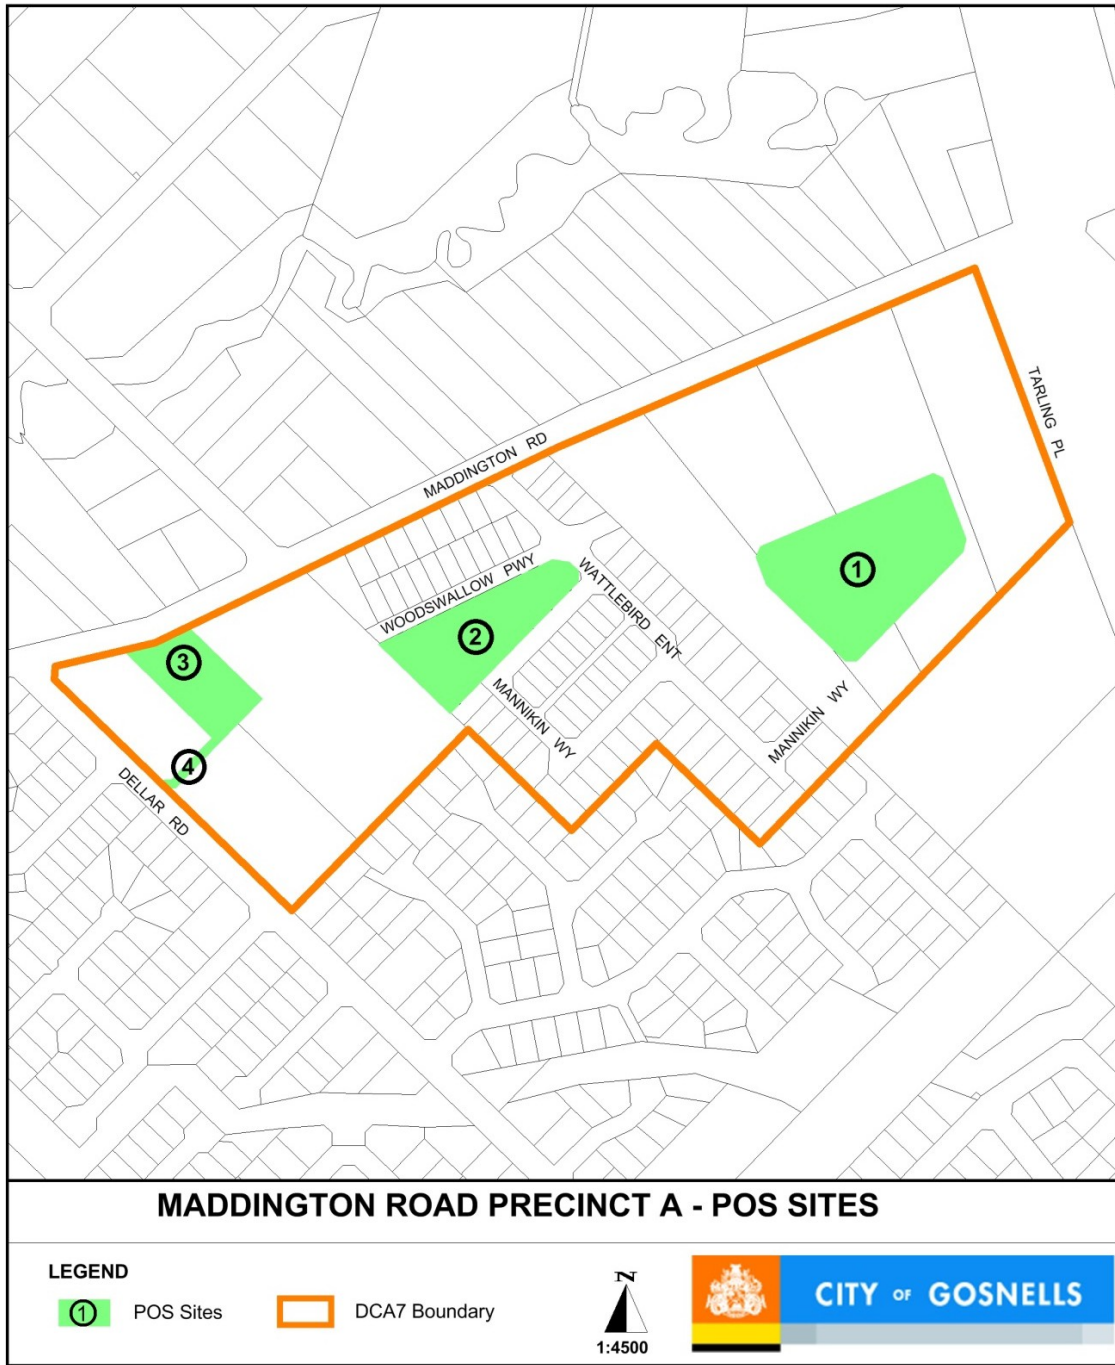 TARLING PL
MADDINGTON RD
WOODSWALLOW PWY
WATTLEBIRD ENT
1
2
3
MANNIKIN WY
MANNIKIN WY
4
DELLAR RD
MADDINGTON ROAD PRECINCT A - POS SITES
LEGEND
1 POS Sites
DCA7 Boundary
N
1:4500
CITY OF GOSNELLS